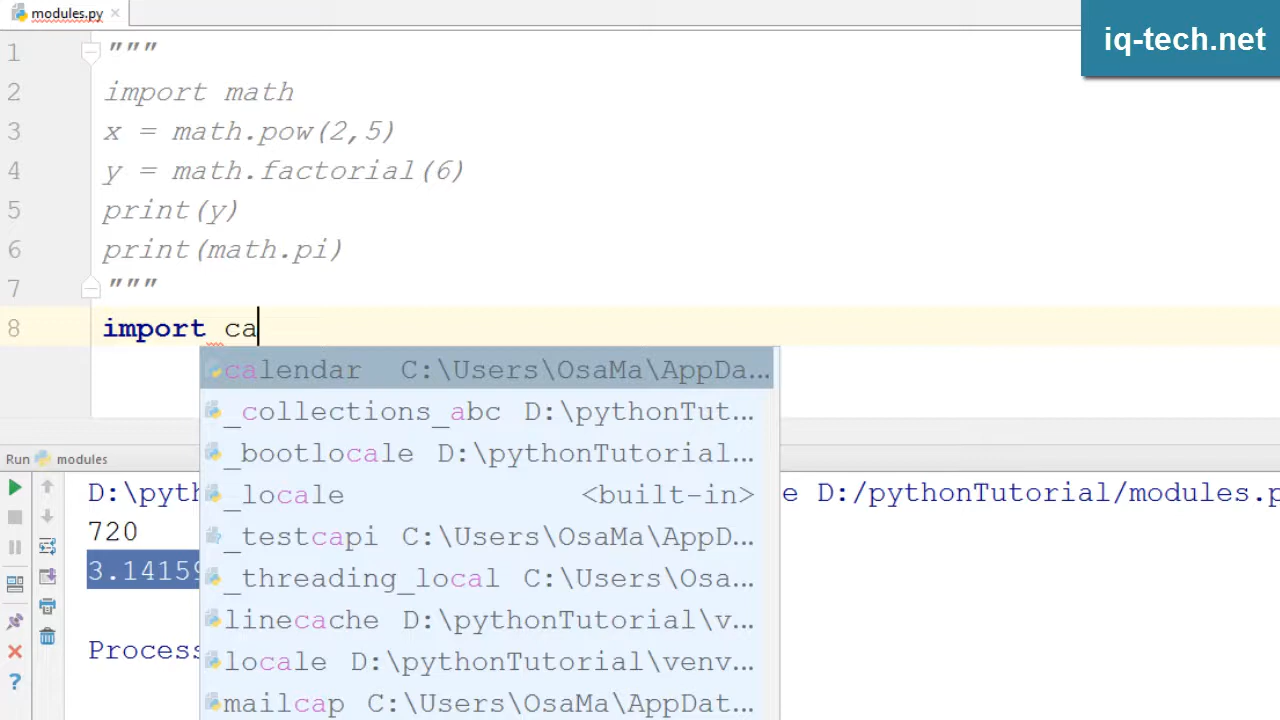 modules.py
iq-tech.net
1 """
2 import math
3 x = math.pow(2,5)
4 y = math.factorial(6)
5 print(y)
6 print(math.pi)
7 """
8 import ca
calendar C:\Users\OsaMa\AppDa...
_collections_abc D:\pythonTut...
_bootlocale D:\pythonTutorial...
_locale <built-in>
_testcapi C:\Users\OsaMa\AppD...
_threading_local C:\Users\Osa...
linecache D:\pythonTutorial\v...
locale D:\pythonTutorial\venv...
mailcap C:\Users\OsaMa\AppDat...
Run modules
D:\pyth e D:/pythonTutorial/modules.p
720
3.14159
Process